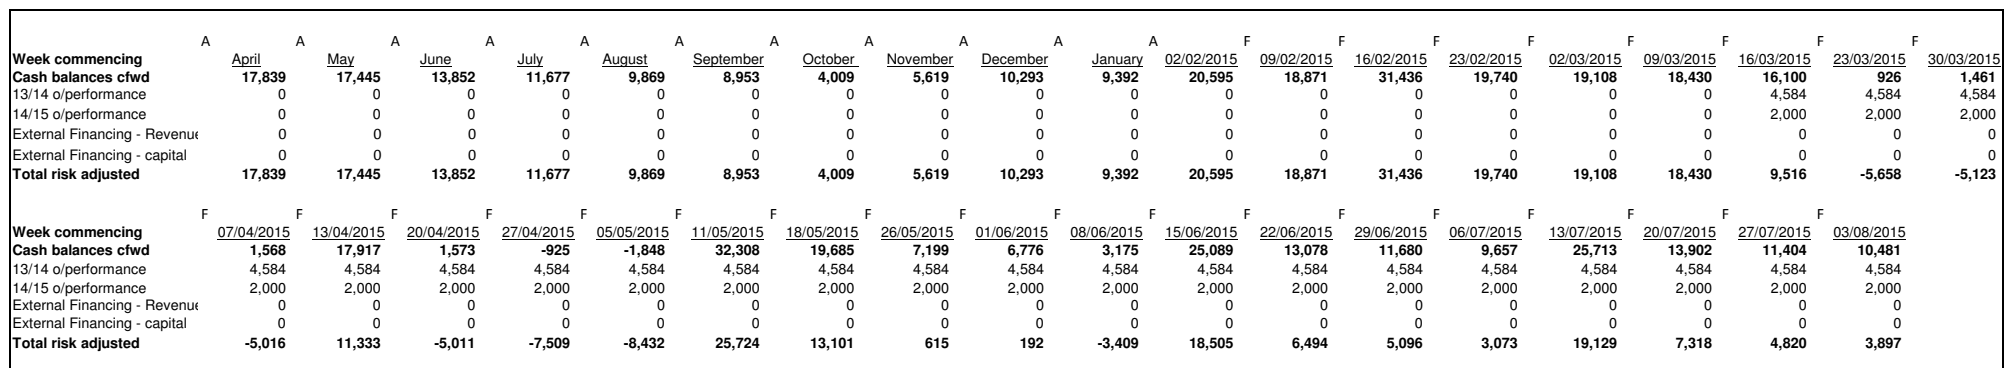 A A A A A A A A A A A F F F F F F F F
Week commencing April May June July August September October November December January 02/02/2015 09/02/2015 16/02/2015 23/02/2015 02/03/2015 09/03/2015 16/03/2015 23/03/2015 30/03/2015
Cash balances cfwd 17,839 17,445 13,852 11,677 9,869 8,953 4,009 5,619 10,293 9,392 20,595 18,871 31,436 19,740 19,108 18,430 16,100 926 1,461
13/14 o/performance 0 0 0 0 0 0 0 0 0 0 0 0 0 0 0 0 4,584 4,584 4,584
14/15 o/performance 0 0 0 0 0 0 0 0 0 0 0 0 0 0 0 0 2,000 2,000 2,000
External Financing - Revenue 0 0 0 0 0 0 0 0 0 0 0 0 0 0 0 0 0 0 0
External Financing - capital 0 0 0 0 0 0 0 0 0 0 0 0 0 0 0 0 0 0 0
Total risk adjusted 17,839 17,445 13,852 11,677 9,869 8,953 4,009 5,619 10,293 9,392 20,595 18,871 31,436 19,740 19,108 18,430 9,516 -5,658 -5,123
F F F F F F F F F F F F F F F F F F
Week commencing 07/04/2015 13/04/2015 20/04/2015 27/04/2015 05/05/2015 11/05/2015 18/05/2015 26/05/2015 01/06/2015 08/06/2015 15/06/2015 22/06/2015 29/06/2015 06/07/2015 13/07/2015 20/07/2015 27/07/2015 03/08/2015
Cash balances cfwd 1,568 17,917 1,573 -925 -1,848 32,308 19,685 7,199 6,776 3,175 25,089 13,078 11,680 9,657 25,713 13,902 11,404 10,481
13/14 o/performance 4,584 4,584 4,584 4,584 4,584 4,584 4,584 4,584 4,584 4,584 4,584 4,584 4,584 4,584 4,584 4,584 4,584 4,584
14/15 o/performance 2,000 2,000 2,000 2,000 2,000 2,000 2,000 2,000 2,000 2,000 2,000 2,000 2,000 2,000 2,000 2,000 2,000 2,000
External Financing - Revenue 0 0 0 0 0 0 0 0 0 0 0 0 0 0 0 0 0 0
External Financing - capital 0 0 0 0 0 0 0 0 0 0 0 0 0 0 0 0 0 0
Total risk adjusted -5,016 11,333 -5,011 -7,509 -8,432 25,724 13,101 615 192 -3,409 18,505 6,494 5,096 3,073 19,129 7,318 4,820 3,897